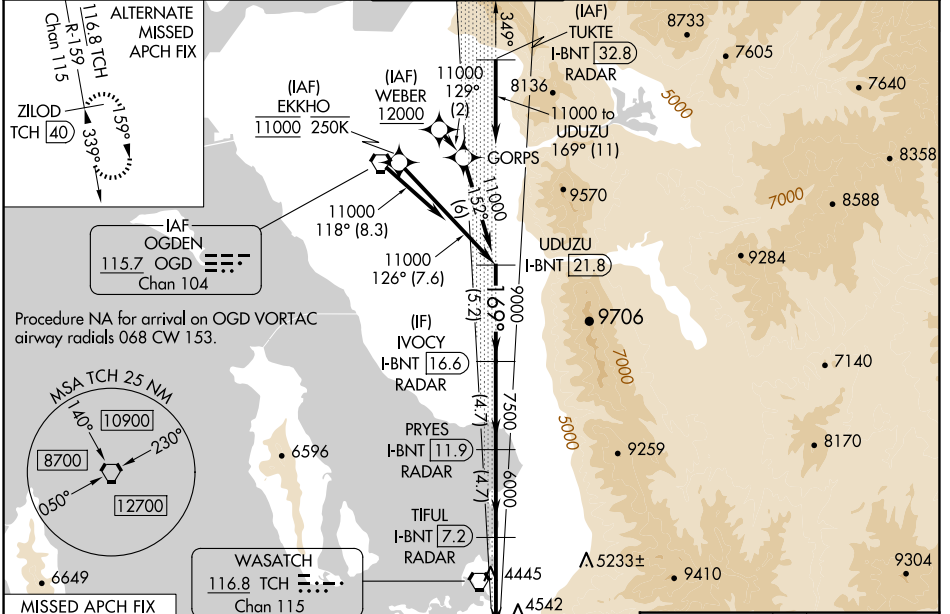 ALTERNATE
MISSED
APCH FIX
116.8 TCH
R-159
Chan 115
ZILOD
TCH 40
159°
339°
(IAF)
EKKHO
11000 250K
(IAF)
WEBER
12000
11000
129°
(2)
349°
(IAF)
TUKTE
I-BNT 32.8
RADAR
8136
11000 to
UDUZU
169° (11)
GORPS
11000
152°
(6)
8733
7605
7640
5000
8358
7000
8588
9570
9284
IAF
OGDEN
115.7 OGD
Chan 104
11000
118° (8.3)
11000
126° (7.6)
UDUZU
I-BNT 21.8
Procedure NA for arrival on OGD VORTAC
airway radials 068 CW 153.
169°
9000
(5.2)
(IF)
IVOCY
I-BNT 16.6
RADAR
9706
7000
5000
7140
MSA TCH 25 NM
140°
10900
230°
8700
050°
12700
6596
7500
(4.7)
PRYES
I-BNT 11.9
RADAR
9259
8170
6000
(4.7)
TIFUL
I-BNT 7.2
RADAR
WASATCH
116.8 TCH
Chan 115
4445
4542
5233±
9410
9304
6649
MISSED APCH FIX